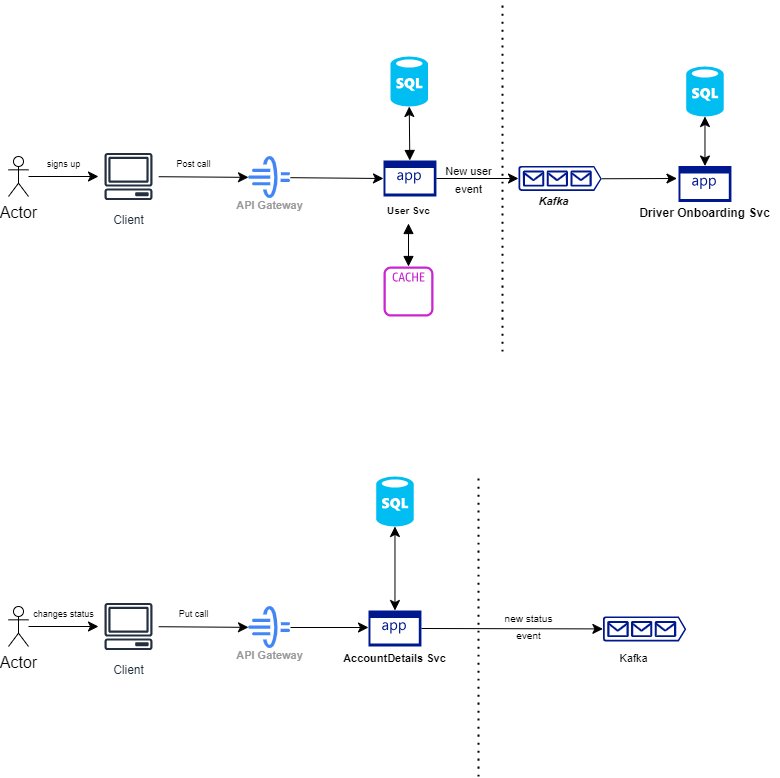 SQL
SQL
signs up
Post call
app
New user
event
app
Actor
Client
API Gateway
User Svc
Kafka
Driver Onboarding Svc
CACHE
SQL
changes status
Put call
app
new status
event
Actor
Client
API Gateway
AccountDetails Svc
Kafka